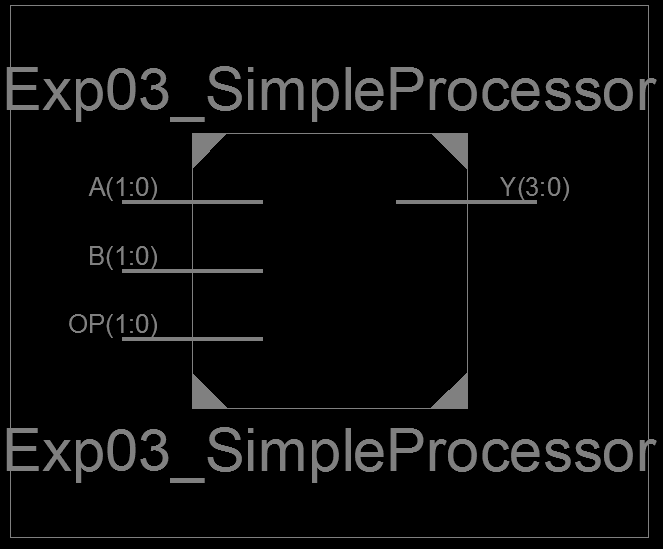 Exp03_SimpleProcessor
A(1:0)
Y(3:0)
B(1:0)
OP(1:0)
Exp03_SimpleProcessor